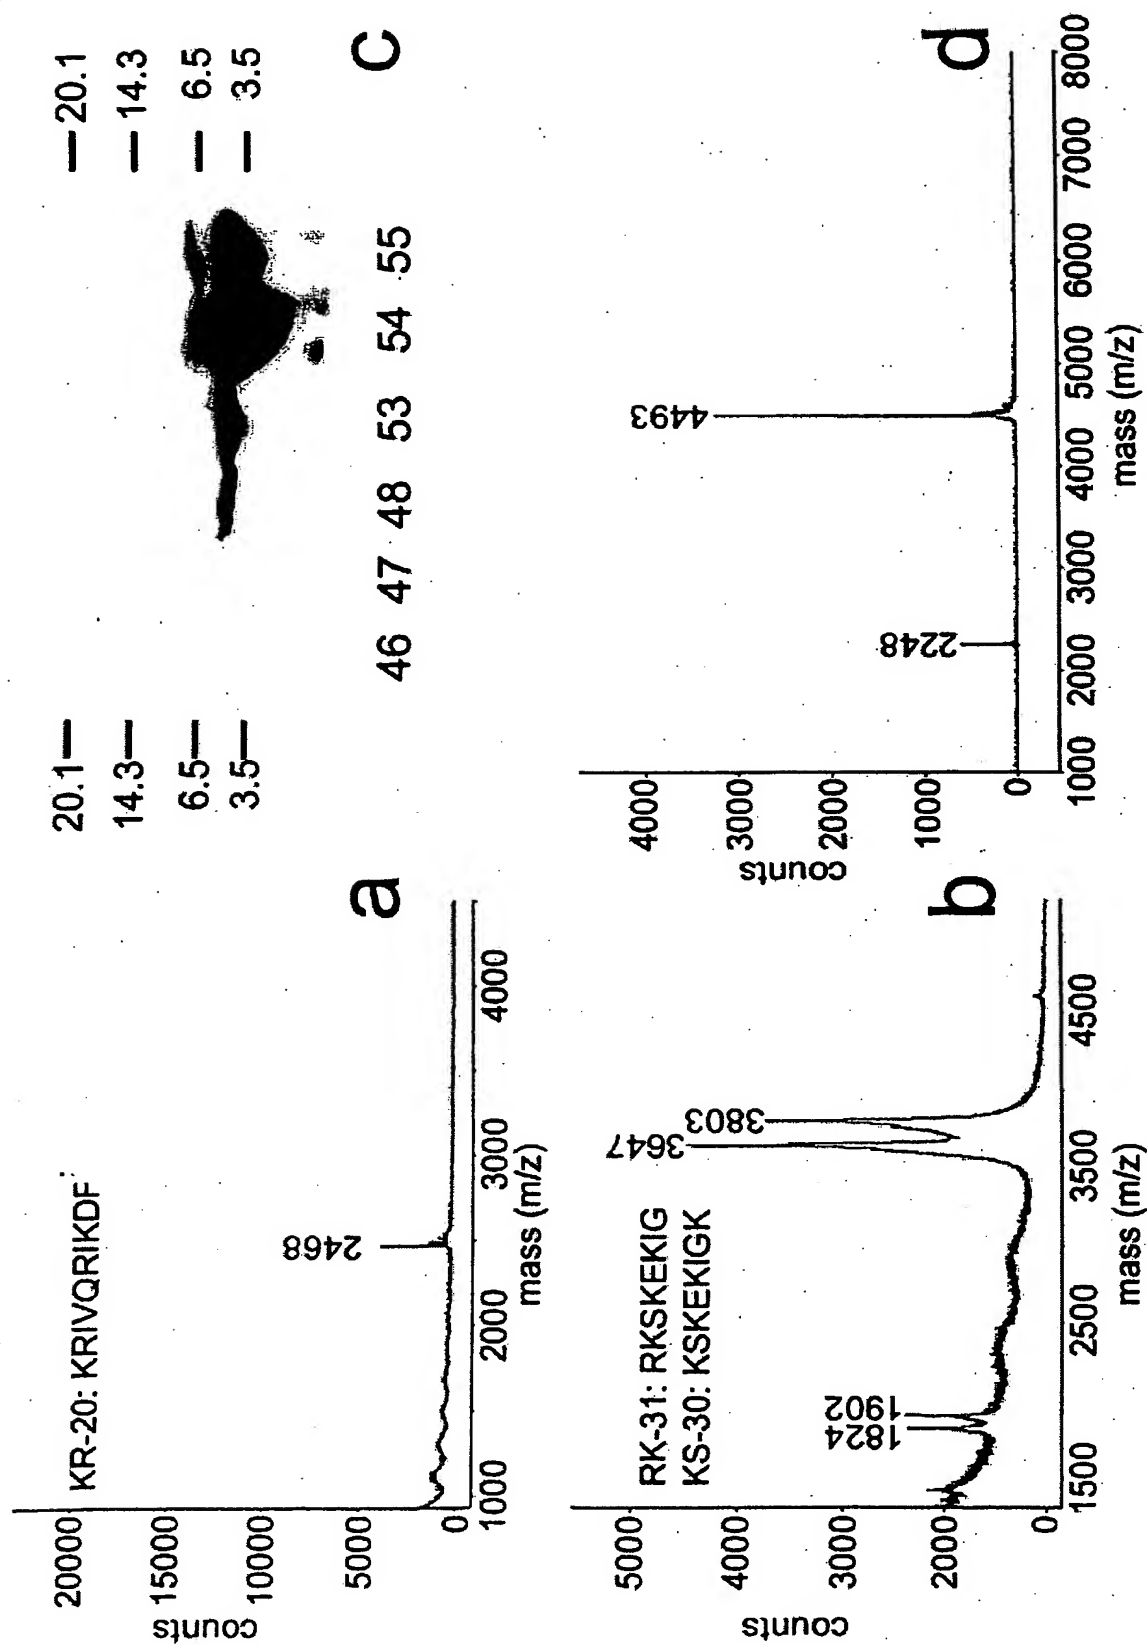 20000
15000
10000
5000
0
counts
KR-20: KRIVQRIKDF
2468
1000 2000 3000 4000
mass (m/z)
a
20.1
14.3
6.5
3.5
20.1
14.3
6.5
3.5
46 47 48 53 54 55
c
5000
4000
3000
2000
0
counts
RK-31: RKSKEKIG
KS-30: KSKEKIGK
1824
1902
3647
3803
1500 2500 3500 4500
mass (m/z)
b
4000
3000
2000
1000
0
counts
2248
4493
1000 2000 3000 4000 5000 6000 7000 8000
mass (m/z)
d